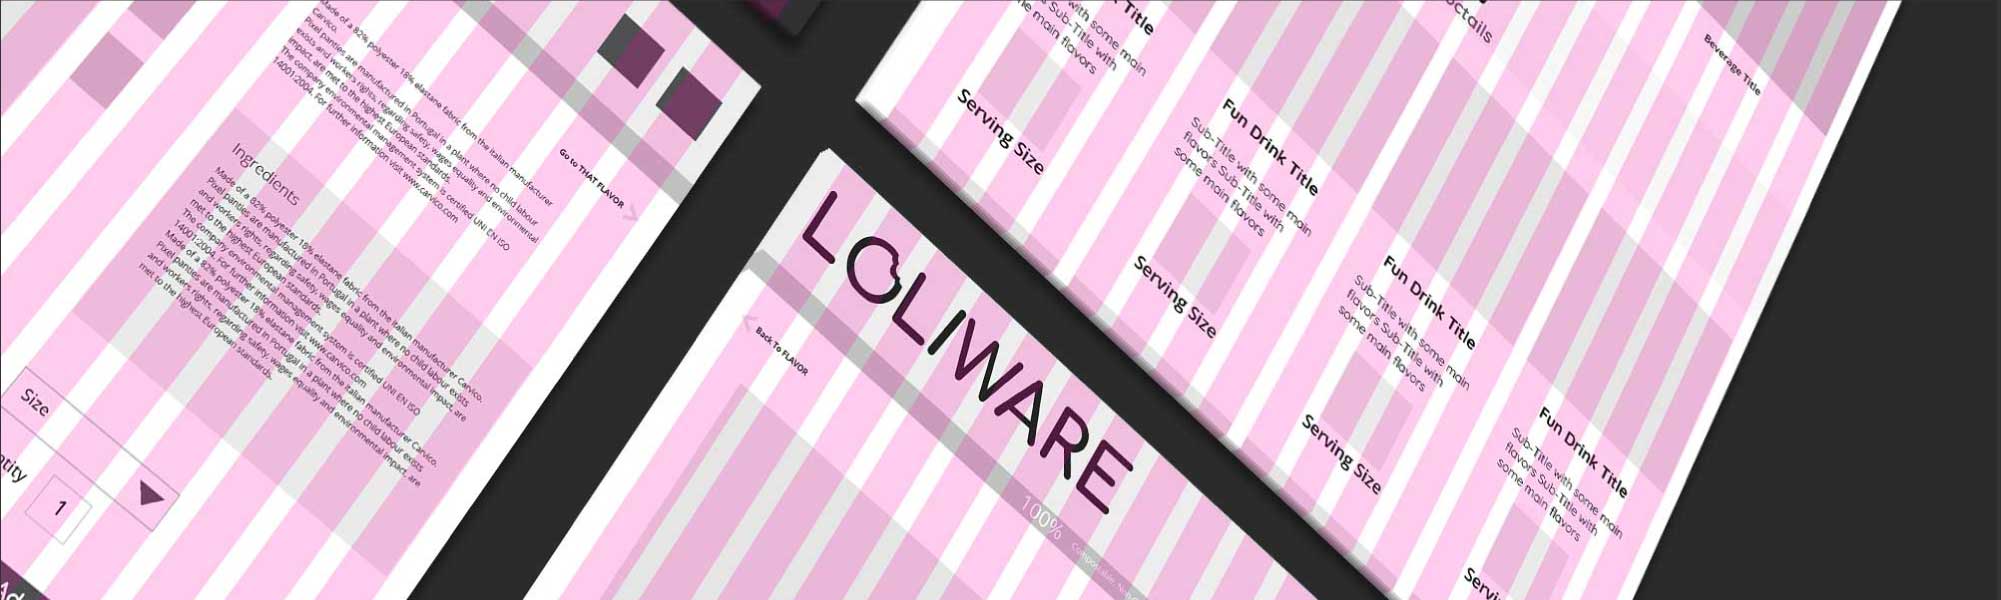 Made of a 82% polyester 18% elastane fabric from the italian manufacturer
Carvico.
Pixel panties are manufactured in Portugal in a plant where no child labour
exists and workers rights, regarding safety, wages equality and environmental
impact, are met to the highest European standards.
The company environmental management system is certified UNI EN ISO
14001:2004. For further information visit www.carvico.com
Go to THAT FLAVOR >
Ingredients
Made of a 82% polyester 18% elastane fabric from the italian manufacturer Carvico.
Pixel panties are manufactured in Portugal in a plant where no child labour exists
and workers rights, regarding safety, wages equality and environmental impact, are
met to the highest European standards.
The company environmental management system is certified UNI EN ISO
14001:2004. For further information visit www.carvico.com
Made of a 82% polyester 18% elastane fabric from the italian manufacturer Carvico.
Pixel panties are manufactured in Portugal in a plant where no child labour exists
and workers rights, regarding safety, wages equality and environmental impact, are
met to the highest European standards.
Size
1
LOLIWARE
< Back To FLAVOR
100%
Title
with some main
Sub-Title with
main flavors
Serving Size
Fun Drink Title
Sub-Title with some main
flavors Sub-Title with
some main flavors
Serving Size
Fun Drink Title
Sub-Title with some main
flavors Sub-Title with
some main flavors
Serving Size
Fun Drink Title
Sub-Title with some main
flavors Sub-Title with
some main flavors
Beverage Title